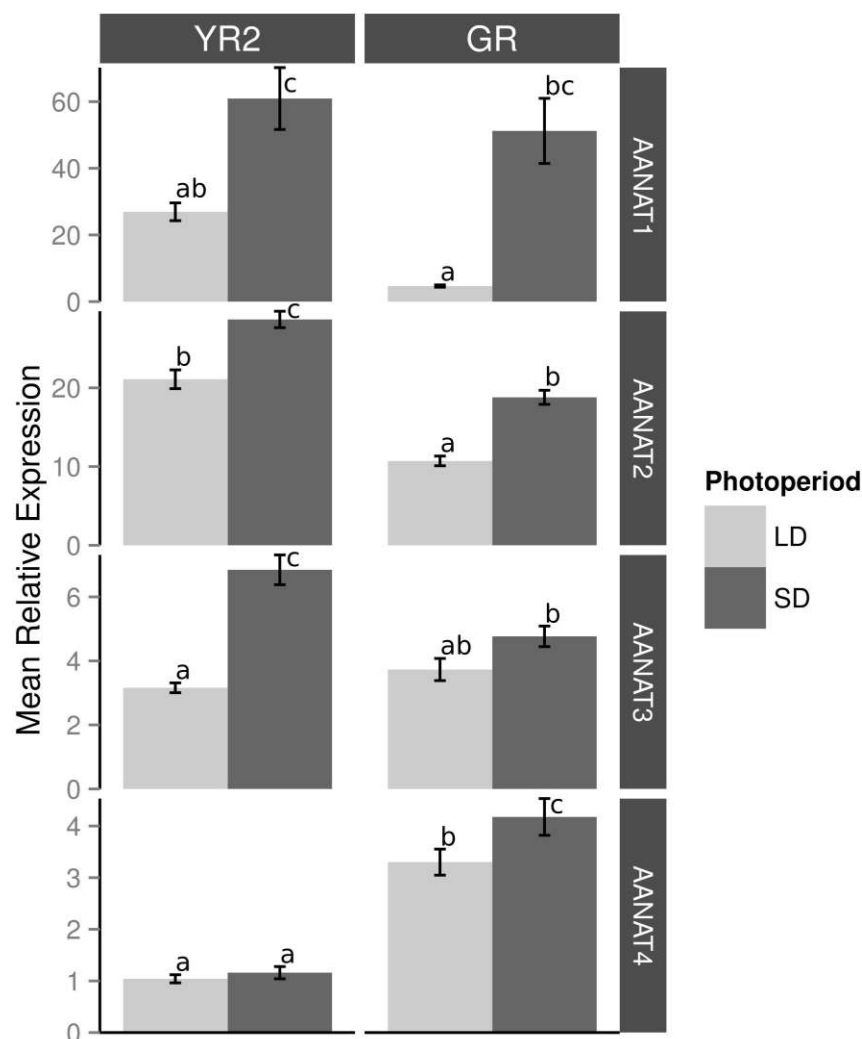 YR2 GR
60
40
20
0
c
ab
bc
a
AANAT1
20
10
0
b
c
a
b
AANAT2
6
4
2
0
a
c
ab
b
AANAT3
4
3
2
1
0
a
a
b
c
AANAT4
Mean Relative Expression
Photoperiod
LD
SD